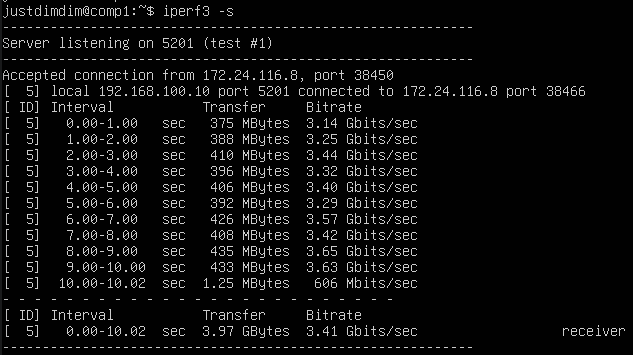 justdimdim@comp1:~$ iperf3 -s
-----------------------------------------------------------
Server listening on 5201 (test #1)
-----------------------------------------------------------
Accepted connection from 172.24.116.8, port 38450
[  5] local 192.168.100.10 port 5201 connected to 172.24.116.8 port 38466
[ ID] Interval           Transfer     Bitrate
[  5]   0.00-1.00   sec   375 MBytes  3.14 Gbits/sec
[  5]   1.00-2.00   sec   388 MBytes  3.25 Gbits/sec
[  5]   2.00-3.00   sec   410 MBytes  3.44 Gbits/sec
[  5]   3.00-4.00   sec   396 MBytes  3.32 Gbits/sec
[  5]   4.00-5.00   sec   406 MBytes  3.40 Gbits/sec
[  5]   5.00-6.00   sec   392 MBytes  3.29 Gbits/sec
[  5]   6.00-7.00   sec   426 MBytes  3.57 Gbits/sec
[  5]   7.00-8.00   sec   408 MBytes  3.42 Gbits/sec
[  5]   8.00-9.00   sec   435 MBytes  3.65 Gbits/sec
[  5]   9.00-10.00  sec   433 MBytes  3.63 Gbits/sec
[  5]  10.00-10.02  sec  1.25 MBytes   606 Mbits/sec
- - - - - - - - - - - - - - - - - - - - - - - - -
[ ID] Interval           Transfer     Bitrate
[  5]   0.00-10.02  sec  3.97 GBytes  3.41 Gbits/sec                  receiver
-----------------------------------------------------------